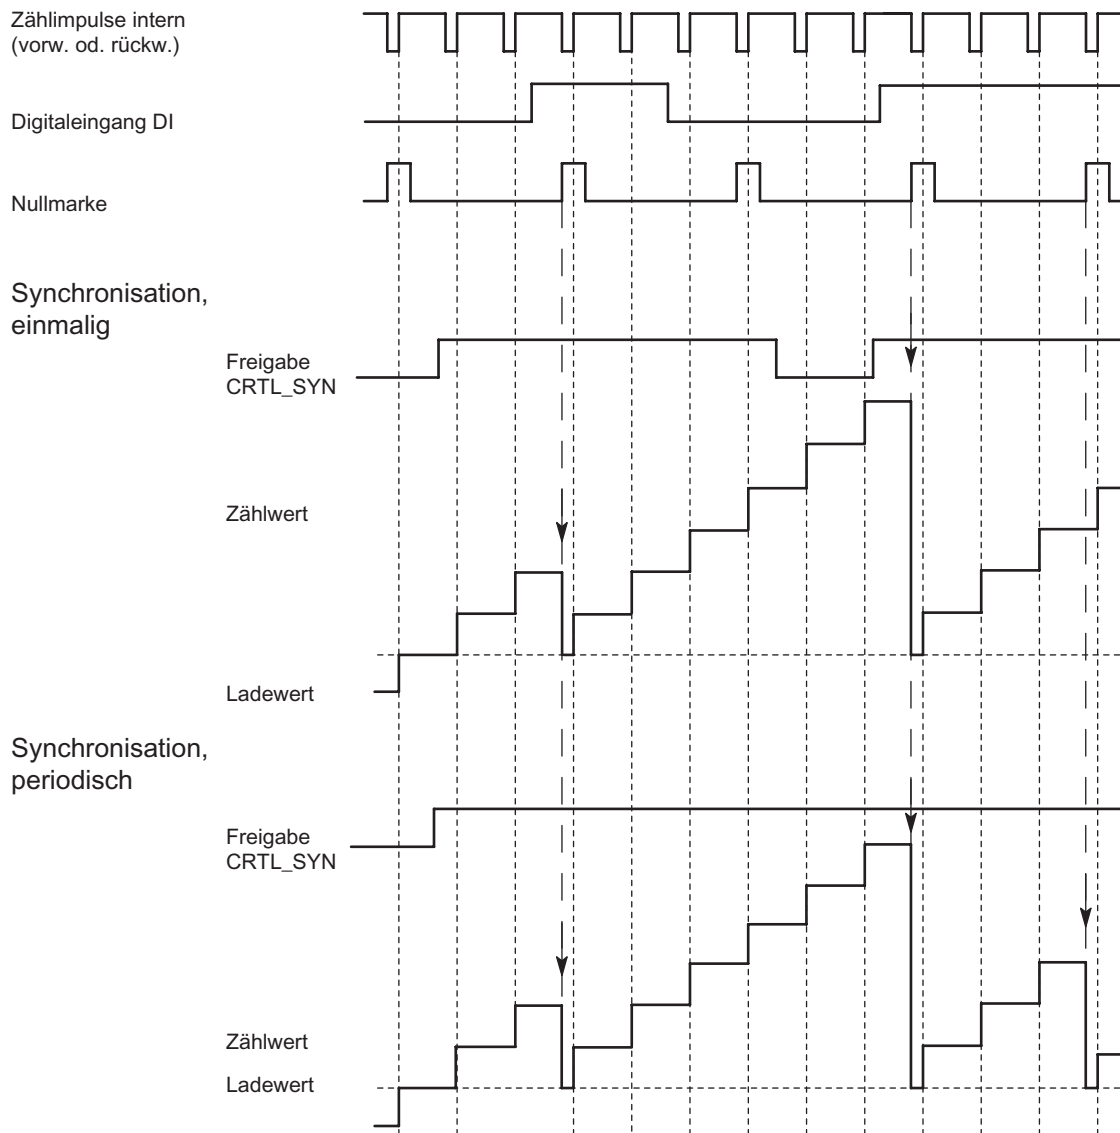 Zählimpulse intern
(vorw. od. rückw.)
Digitaleingang DI
Nullmarke
Synchronisation,
einmalig
Freigabe
CRTL_SYN
Zählwert
Ladewert
Synchronisation,
periodisch
Freigabe
CRTL_SYN
Zählwert
Ladewert